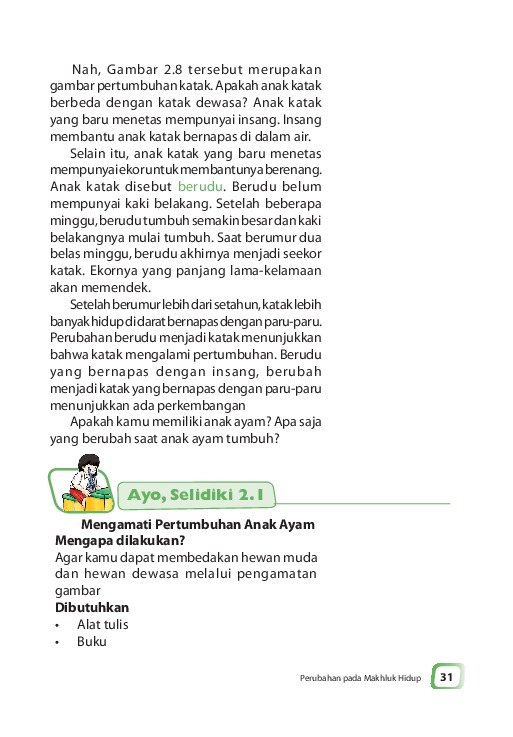 Nah, Gambar 2.8 tersebut merupakan
gambar pertumbuhan katak. Apakah anak katak
berbeda dengan katak dewasa? Anak katak
yang baru menetas mempunyai insang. Insang
membantu anak katak bernapas di dalam air.
Selain itu, anak katak yang baru menetas
mempunyai ekor untuk membantunya berenang.
Anak katak disebut berudu. Berudu belum
mempunyai kaki belakang. Setelah beberapa
minggu, berudu tumbuh semakin besar dan kaki
belakangnya mulai tumbuh. Saat berumur dua
belas minggu, berudu akhirnya menjadi seekor
katak. Ekornya yang panjang lama-kelamaan
akan memendek.
Setelah berumur lebih dari setahun, katak lebih
banyak hidup di darat bernapas dengan paru-paru.
Perubahan berudu menjadi katak menunjukkan
bahwa katak mengalami pertumbuhan. Berudu
yang bernapas dengan insang, berubah
menjadi katak yang bernapas dengan paru-paru
menunjukkan ada perkembangan
Apakah kamu memiliki anak ayam? Apa saja
yang berubah saat anak ayam tumbuh?
Ayo, Selidiki 2.1
Mengamati Pertumbuhan Anak Ayam
Mengapa dilakukan?
Agar kamu dapat membedakan hewan muda
dan hewan dewasa melalui pengamatan
gambar
Dibutuhkan
• Alat tulis
• Buku
Perubahan pada Makhluk Hidup 31